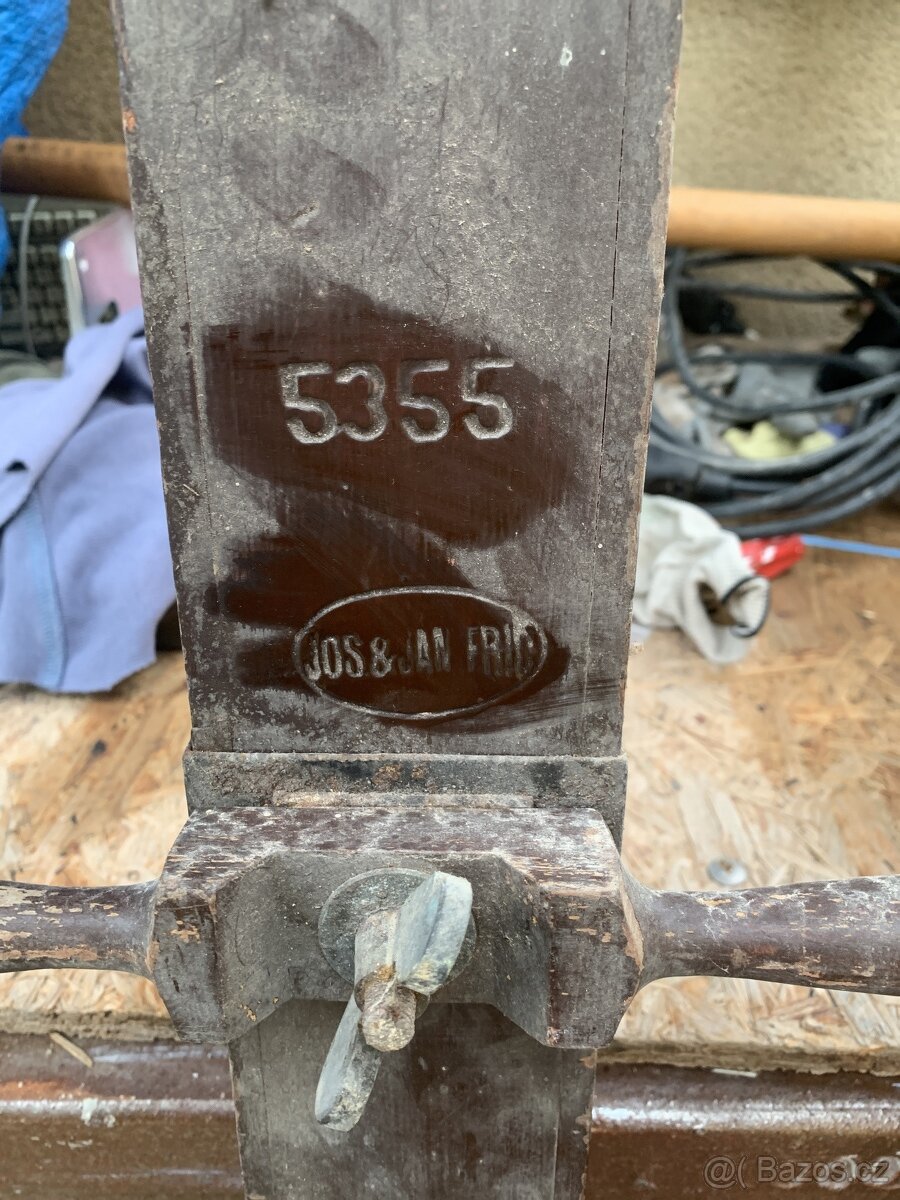 5355
JOS & JAN FRIČ
@( Bazos.cz